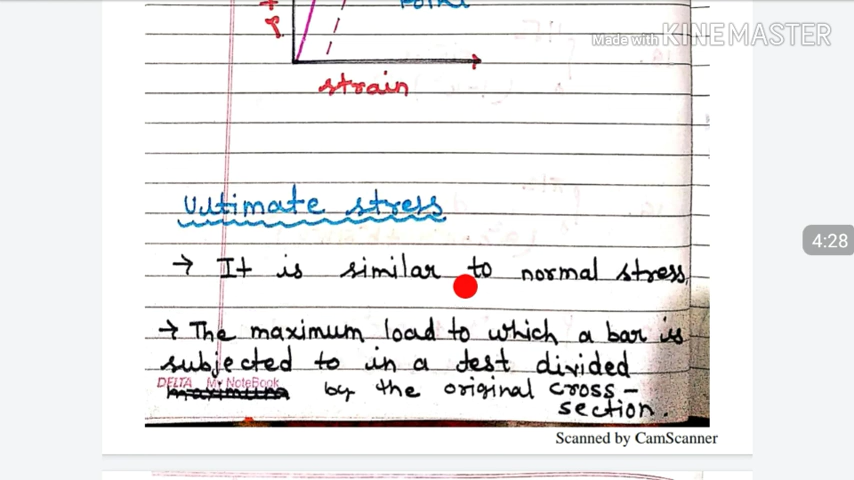 Point
Made with KINEMASTER
strain
Ultimate stress
4:28
→ It is similar to normal stress.
→ The maximum load to which a bar is
subjected to in a test divided
DELTA My NoteBook
by the original cross-
section.
Scanned by CamScanner